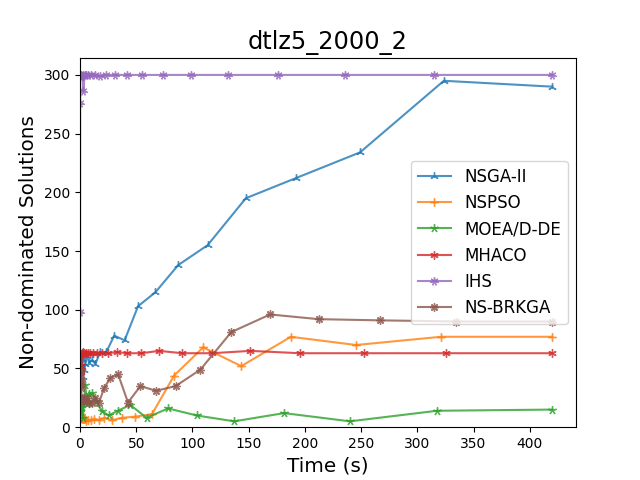 dtlz5_2000_2
Non-dominated Solutions
300
250
200
150
100
50
0
0 50 100 150 200 250 300 350 400
Time (s)
NSGA-II
NSPSO
MOEA/D-DE
MHACO
IHS
NS-BRKGA